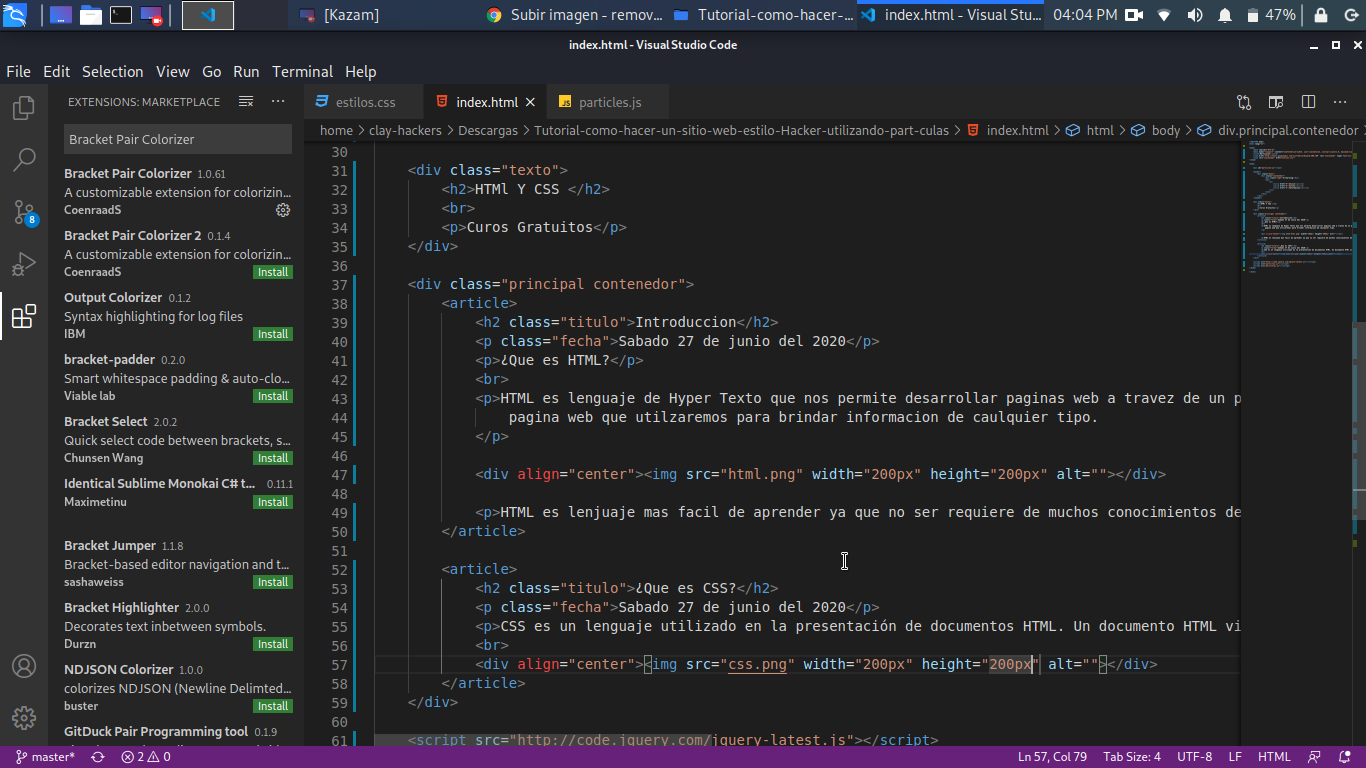 [Kazam]
Subir imagen - remov...
Tutorial-como-hacer-...
index.html - Visual Stu...
04:04 PM
47%
index.html - Visual Studio Code
File Edit Selection View Go Run Terminal Help
EXTENSIONS: MARKETPLACE
estilos.css
index.html
particles.js
Bracket Pair Colorizer
home > clay-hackers > Descargas > Tutorial-como-hacer-un-sitio-web-estilo-Hacker-utilizando-part-culas > index.html > html > body > div.principal.contenedor >
Bracket Pair Colorizer 1.0.61
A customizable extension for colorizin...
CoenraadS
Bracket Pair Colorizer 2 0.1.4
A customizable extension for colorizin...
CoenraadS Install
Output Colorizer 0.1.2
Syntax highlighting for log files
IBM Install
bracket-padder 0.2.0
Smart whitespace padding & auto-clo...
Viable lab Install
Bracket Select 2.0.2
Quick select code between brackets, s...
Chunsen Wang Install
Identical Sublime Monokai C# t... 0.11.1
Maximetinu Install
Bracket Jumper 1.1.8
Bracket-based editor navigation and t...
sashaweiss Install
Bracket Highlighter 2.0.0
Decorates text inbetween symbols.
Durzn Install
NDJSON Colorizer 1.0.0
colorizes NDJSON (Newline Delimted...
buster Install
GitDuck Pair Programming tool 0.1.9
30
31 <div class="texto">
32 <h2>HTMl Y CSS </h2>
33 <br>
34 <p>Curos Gratuitos</p>
35 </div>
36
37 <div class="principal contenedor">
38 <article>
39 <h2 class="titulo">Introduccion</h2>
40 <p class="fecha">Sabado 27 de junio del 2020</p>
41 <p>¿Que es HTML?</p>
42 <br>
43 <p>HTML es lenguaje de Hyper Texto que nos permite desarrollar paginas web a travez de un p
44 pagina web que utilzaremos para brindar informacion de caulquier tipo.
45 </p>
46
47 <div align="center"><img src="html.png" width="200px" height="200px" alt=""></div>
48
49 <p>HTML es lenjuaje mas facil de aprender ya que no ser requiere de muchos conocimientos de
50 </article>
51
52 <article>
53 <h2 class="titulo">¿Que es CSS?</h2>
54 <p class="fecha">Sabado 27 de junio del 2020</p>
55 <p>CSS es un lenguaje utilizado en la presentación de documentos HTML. Un documento HTML vi
56 <br>
57 <div align="center"><img src="css.png" width="200px" height="200px" alt=""></div>
58 </article>
59 </div>
60
61 <script src="http://code.jquery.com/jquery-latest.js"></script>
8
master*
2 0
Ln 57, Col 79 Tab Size: 4 UTF-8 LF HTML